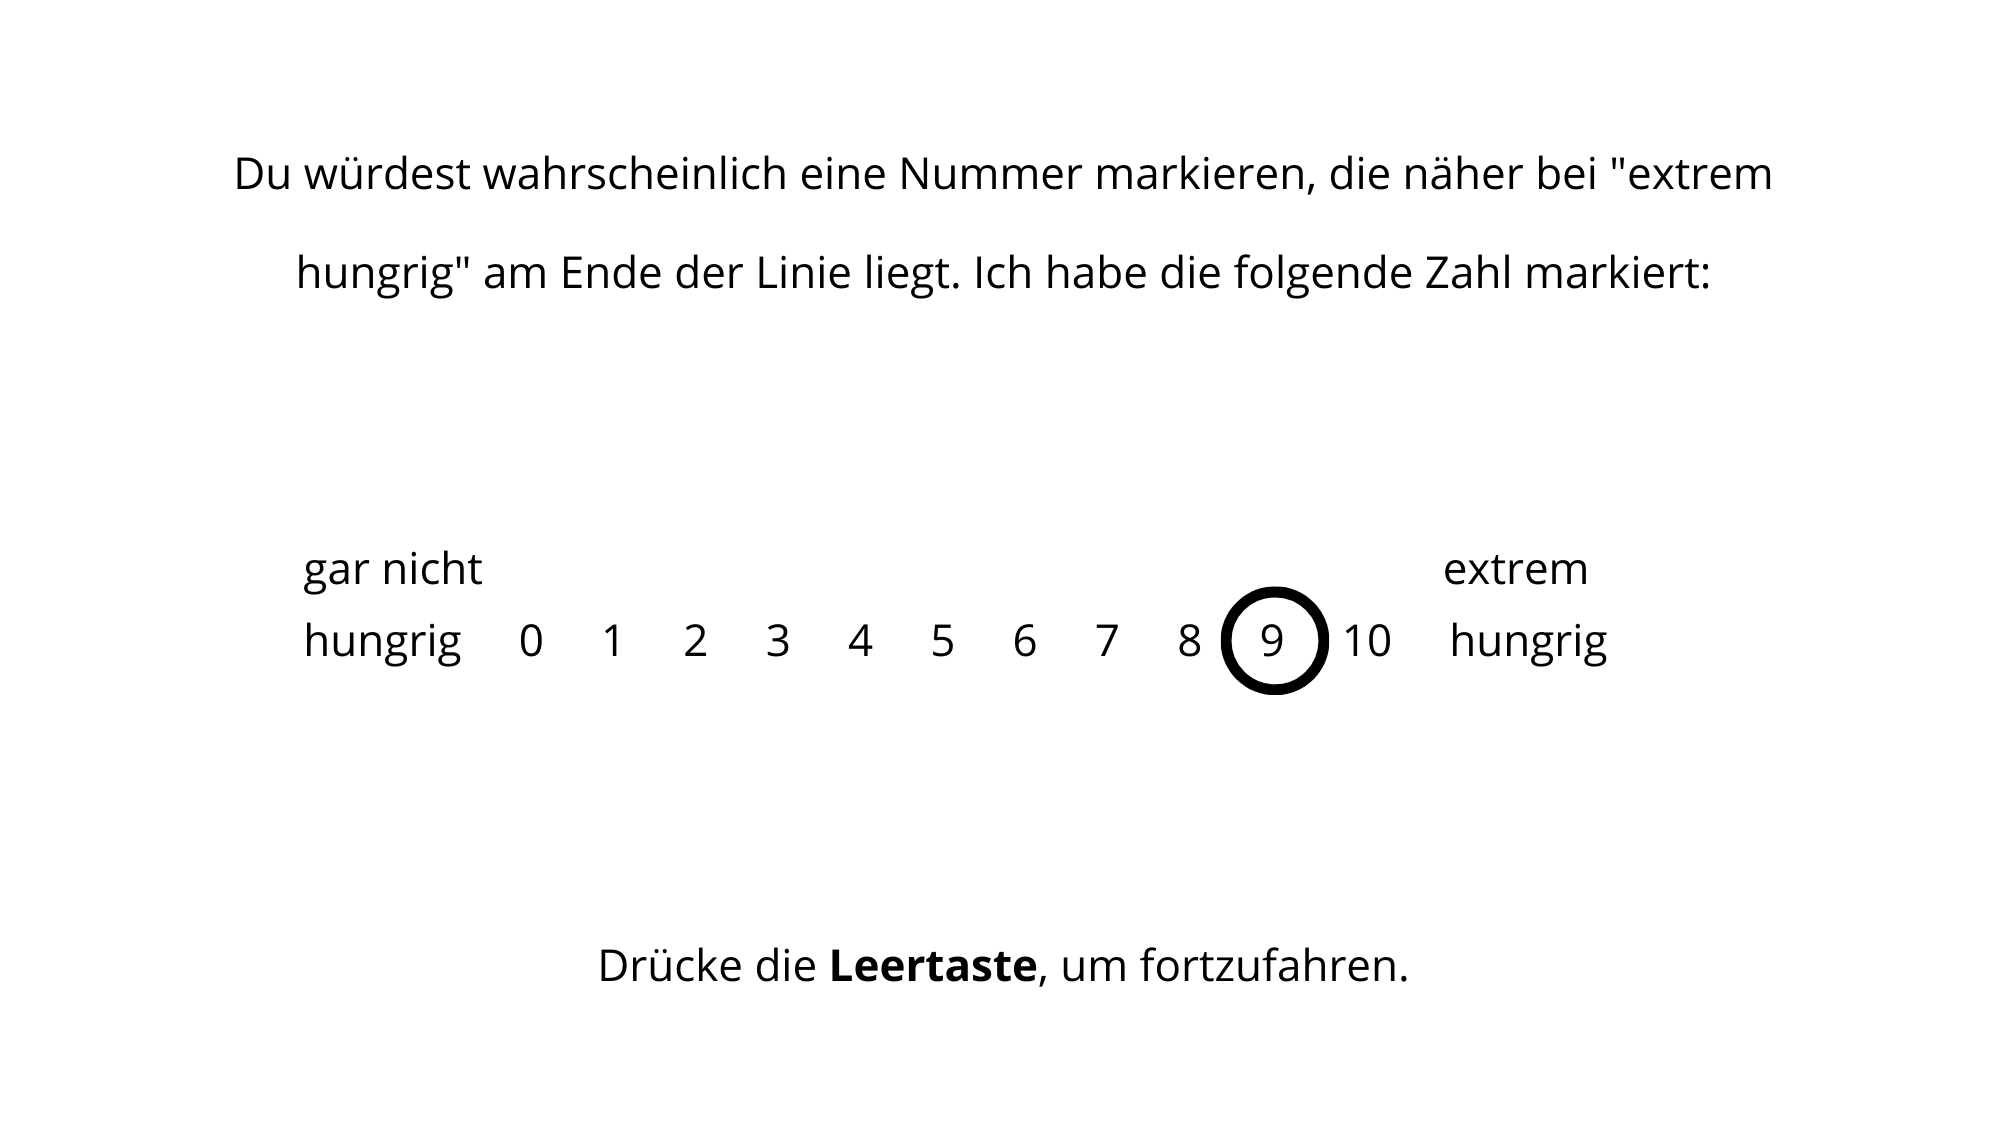 Du würdest wahrscheinlich eine Nummer markieren, die näher bei "extrem
hungrig" am Ende der Linie liegt. Ich habe die folgende Zahl markiert:
gar nicht extrem
hungrig 0 1 2 3 4 5 6 7 8 9 10 hungrig
Drücke die Leertaste, um fortzufahren.